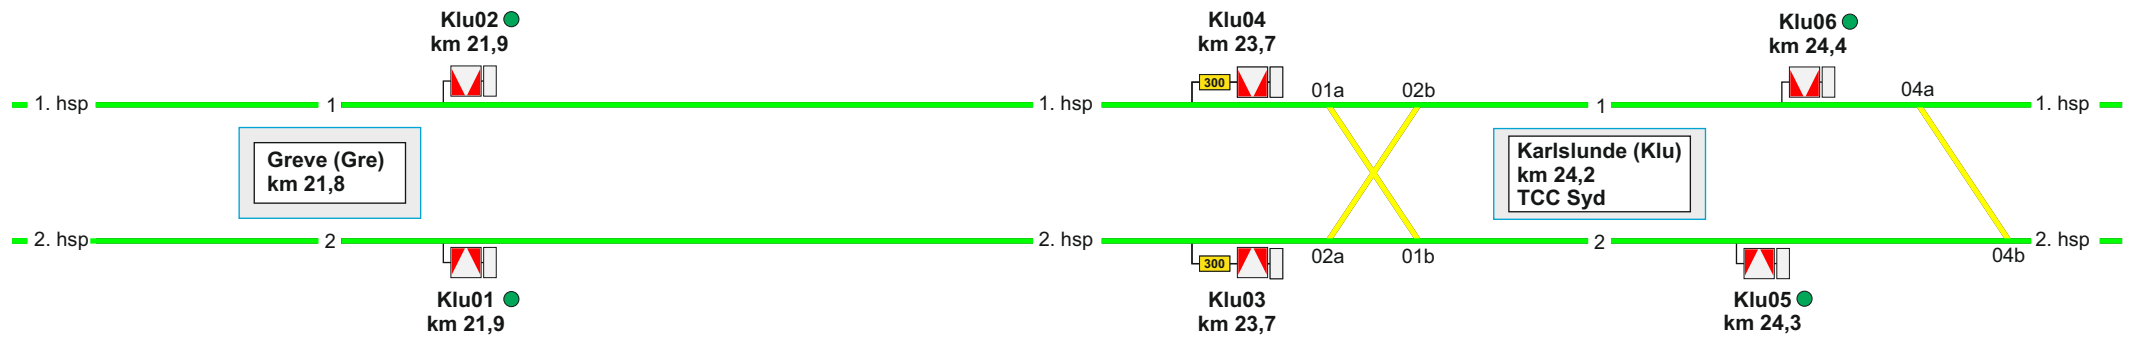 Klu02
km 21,9
Klu04
km 23,7
Klu06
km 24,4
300
01a
02b
04a
1. hsp
1
1. hsp
1
1. hsp
Greve (Gre)
km 21,8
Karlslunde (Klu)
km 24,2
TCC Syd
2. hsp
2
2. hsp
2
2. hsp
02a
01b
04b
300
Klu01
km 21,9
Klu03
km 23,7
Klu05
km 24,3